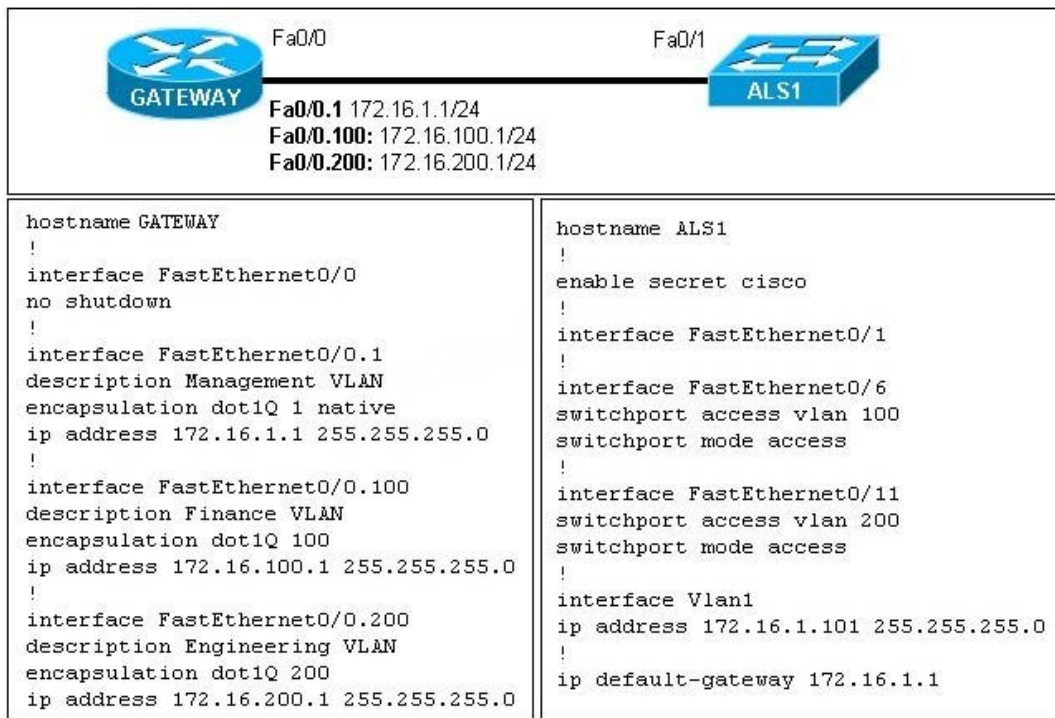 Fa0/0
Fa0/1
GATEWAY
ALS1
Fa0/0.1 172.16.1.1/24
Fa0/0.100: 172.16.100.1/24
Fa0/0.200: 172.16.200.1/24
hostname GATEWAY
!
interface FastEthernet0/0
no shutdown
!
interface FastEthernet0/0.1
description Management VLAN
encapsulation dot1Q 1 native
ip address 172.16.1.1 255.255.255.0
!
interface FastEthernet0/0.100
description Finance VLAN
encapsulation dot1Q 100
ip address 172.16.100.1 255.255.255.0
!
interface FastEthernet0/0.200
description Engineering VLAN
encapsulation dot1Q 200
ip address 172.16.200.1 255.255.255.0
hostname ALS1
!
enable secret cisco
!
interface FastEthernet0/1
!
interface FastEthernet0/6
switchport access vlan 100
switchport mode access
!
interface FastEthernet0/11
switchport access vlan 200
switchport mode access
!
interface Vlan1
ip address 172.16.1.101 255.255.255.0
!
ip default-gateway 172.16.1.1